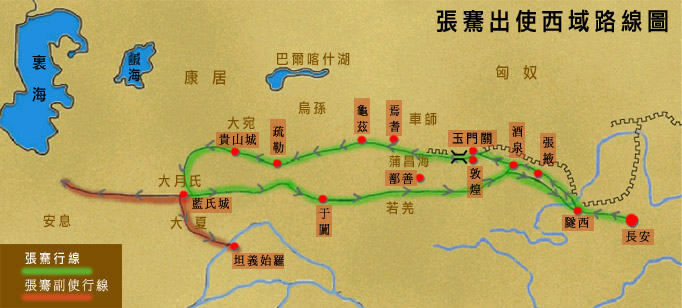 張騫出使西域路線圖
裏海
鹹海
巴爾喀什湖
康居
匈奴
烏孫
龜茲
焉耆
車師
大宛
貴山城
疏勒
玉門關
酒泉
張掖
蒲昌海
鄯善
敦煌
大月氏
藍氏城
于闐
若羌
隴西
長安
安息
大夏
坦義始羅
張騫行線
張騫副使行線